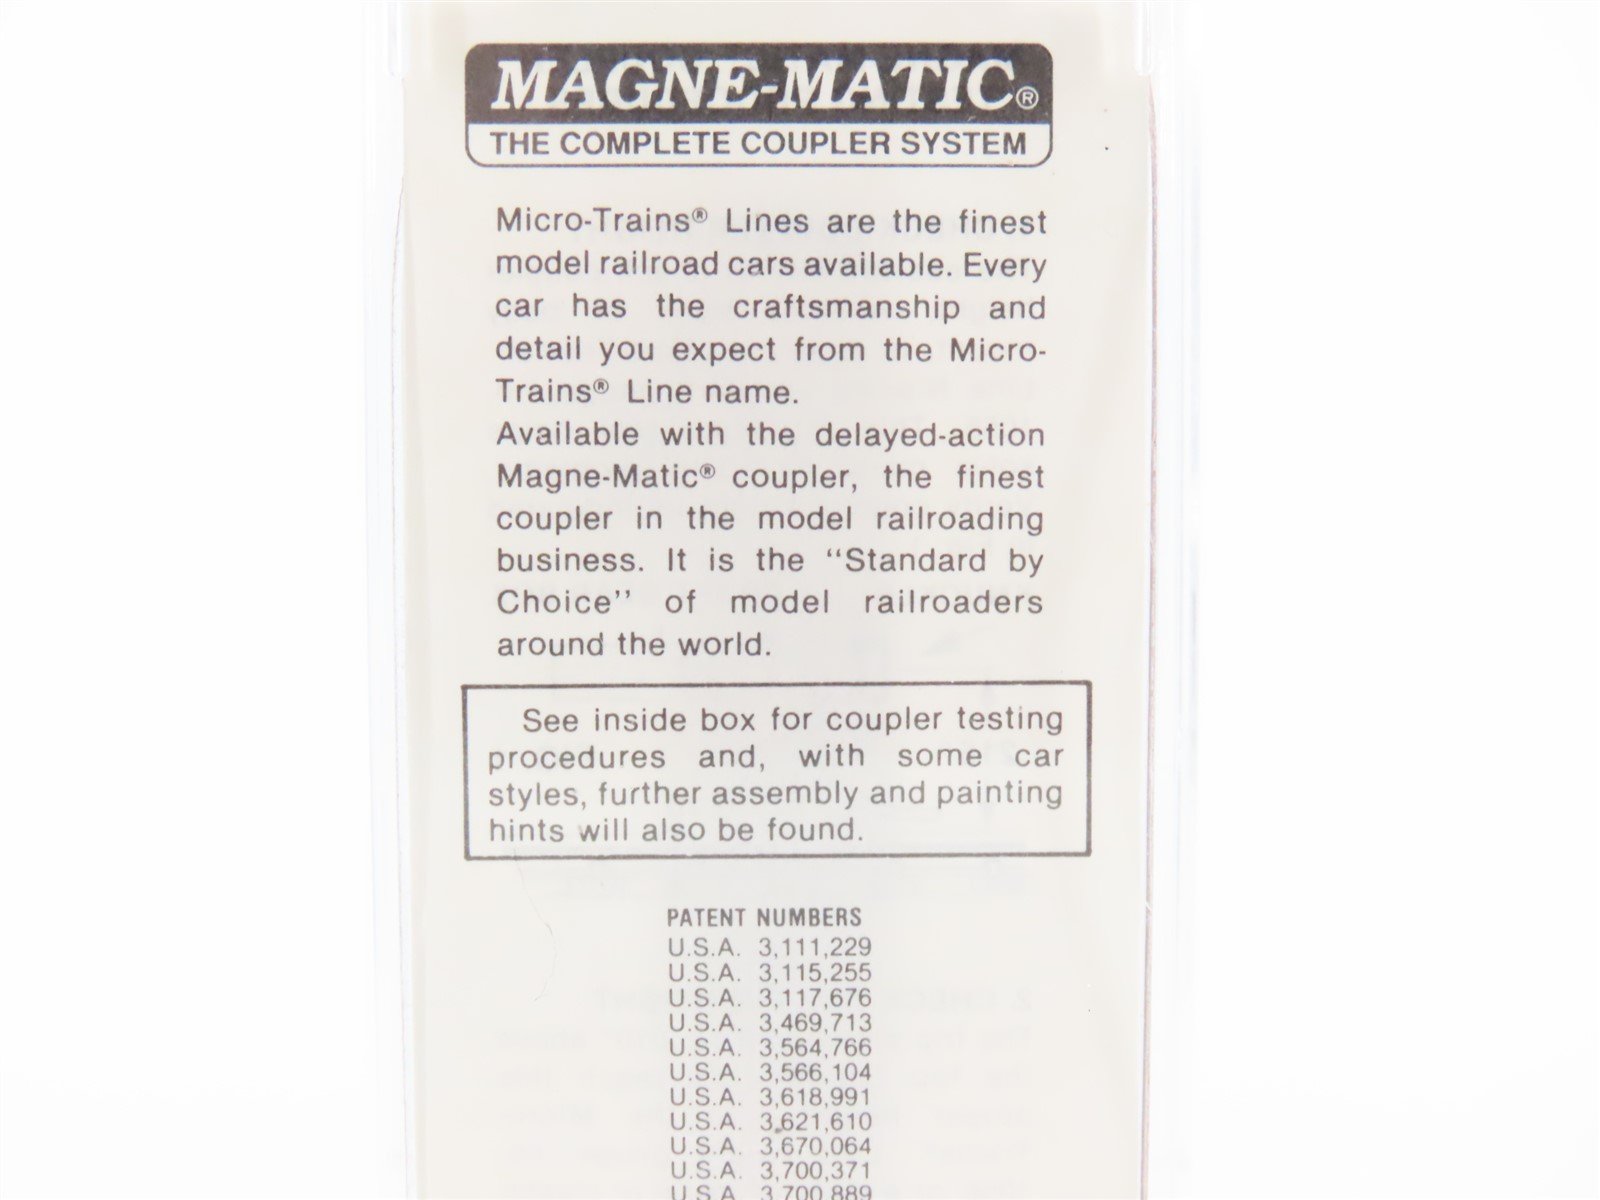 MAGNE-MATIC®
THE COMPLETE COUPLER SYSTEM
Micro-Trains® Lines are the finest
model railroad cars available. Every
car has the craftsmanship and
detail you expect from the Micro-
Trains® Line name.
Available with the delayed-action
Magne-Matic® coupler, the finest
coupler in the model railroading
business. It is the “Standard by
Choice” of model railroaders
around the world.
See inside box for coupler testing
procedures and, with some car
styles, further assembly and painting
hints will also be found.
PATENT NUMBERS
U.S.A. 3,111,229
U.S.A. 3,115,255
U.S.A. 3,117,676
U.S.A. 3,469,713
U.S.A. 3,564,766
U.S.A. 3,566,104
U.S.A. 3,618,991
U.S.A. 3,621,610
U.S.A. 3,670,064
U.S.A. 3,700,371
U.S.A. 3,700,889